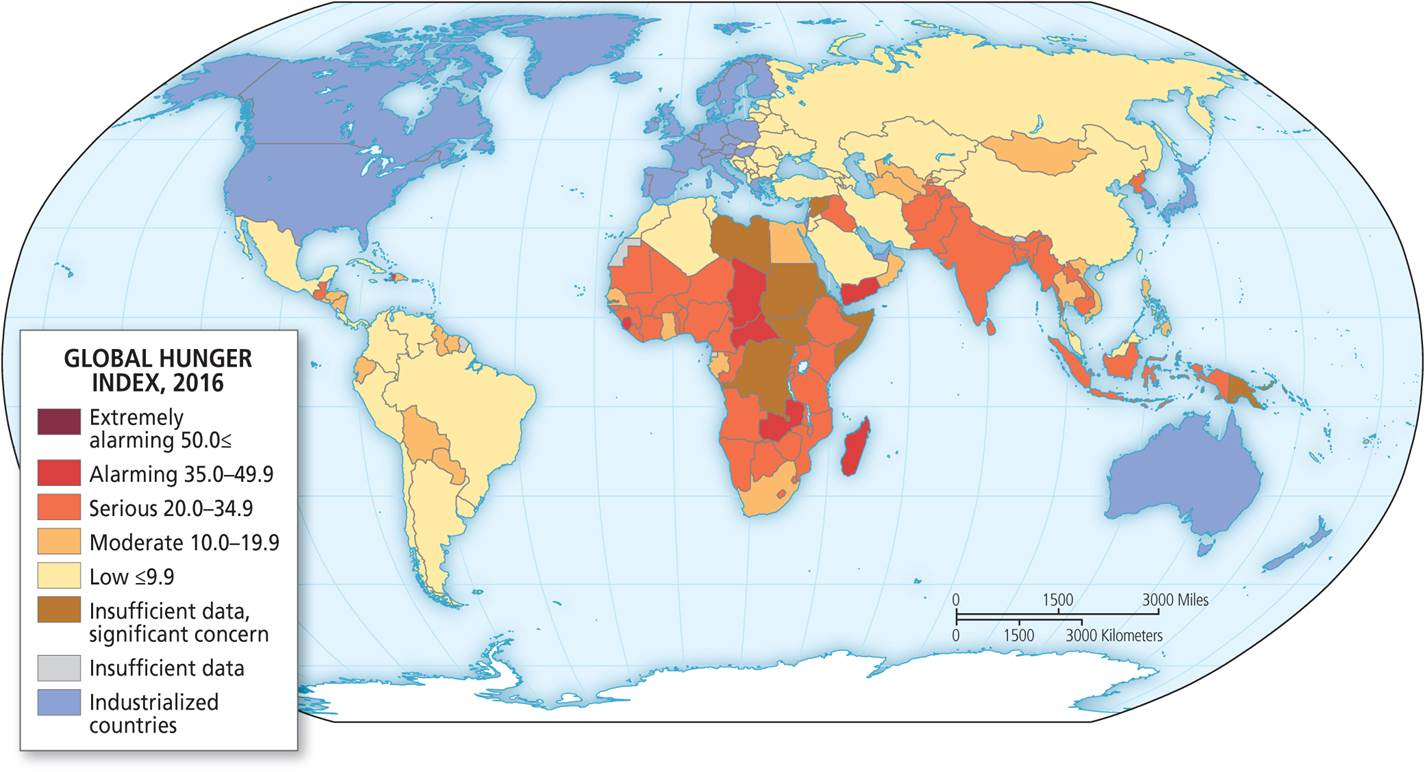 GLOBAL HUNGER
INDEX, 2016
Extremely
alarming 50.0≤
Alarming 35.0–49.9
Serious 20.0–34.9
Moderate 10.0–19.9
Low ≤9.9
Insufficient data,
significant concern
Insufficient data
Industrialized
countries
0 1500 3000 Miles
0 1500 3000 Kilometers